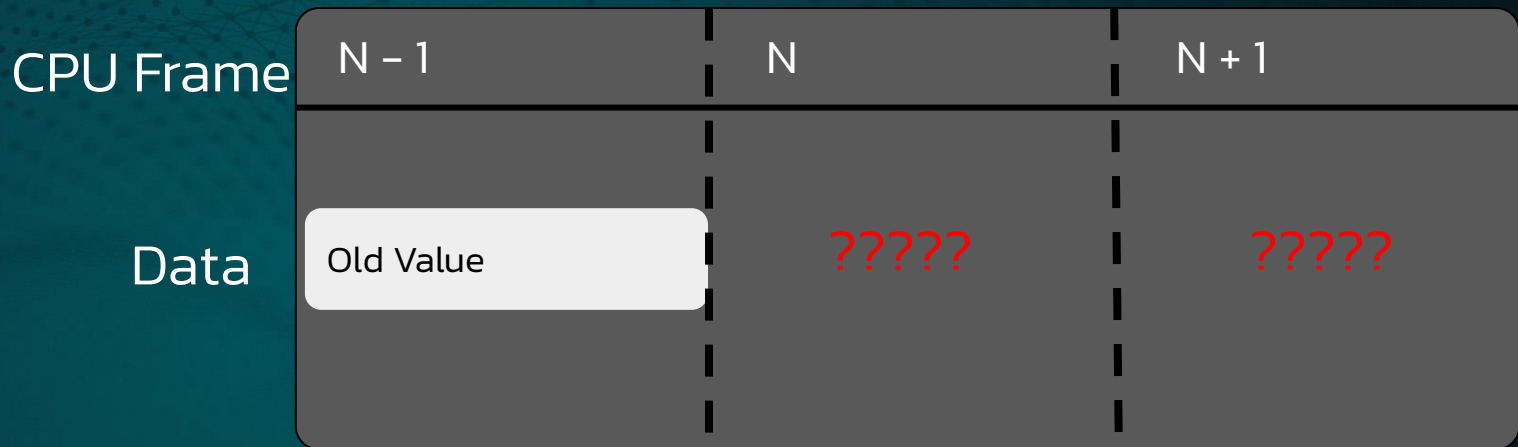 CPU Frame N – 1 N N + 1
Data Old Value ????? ?????